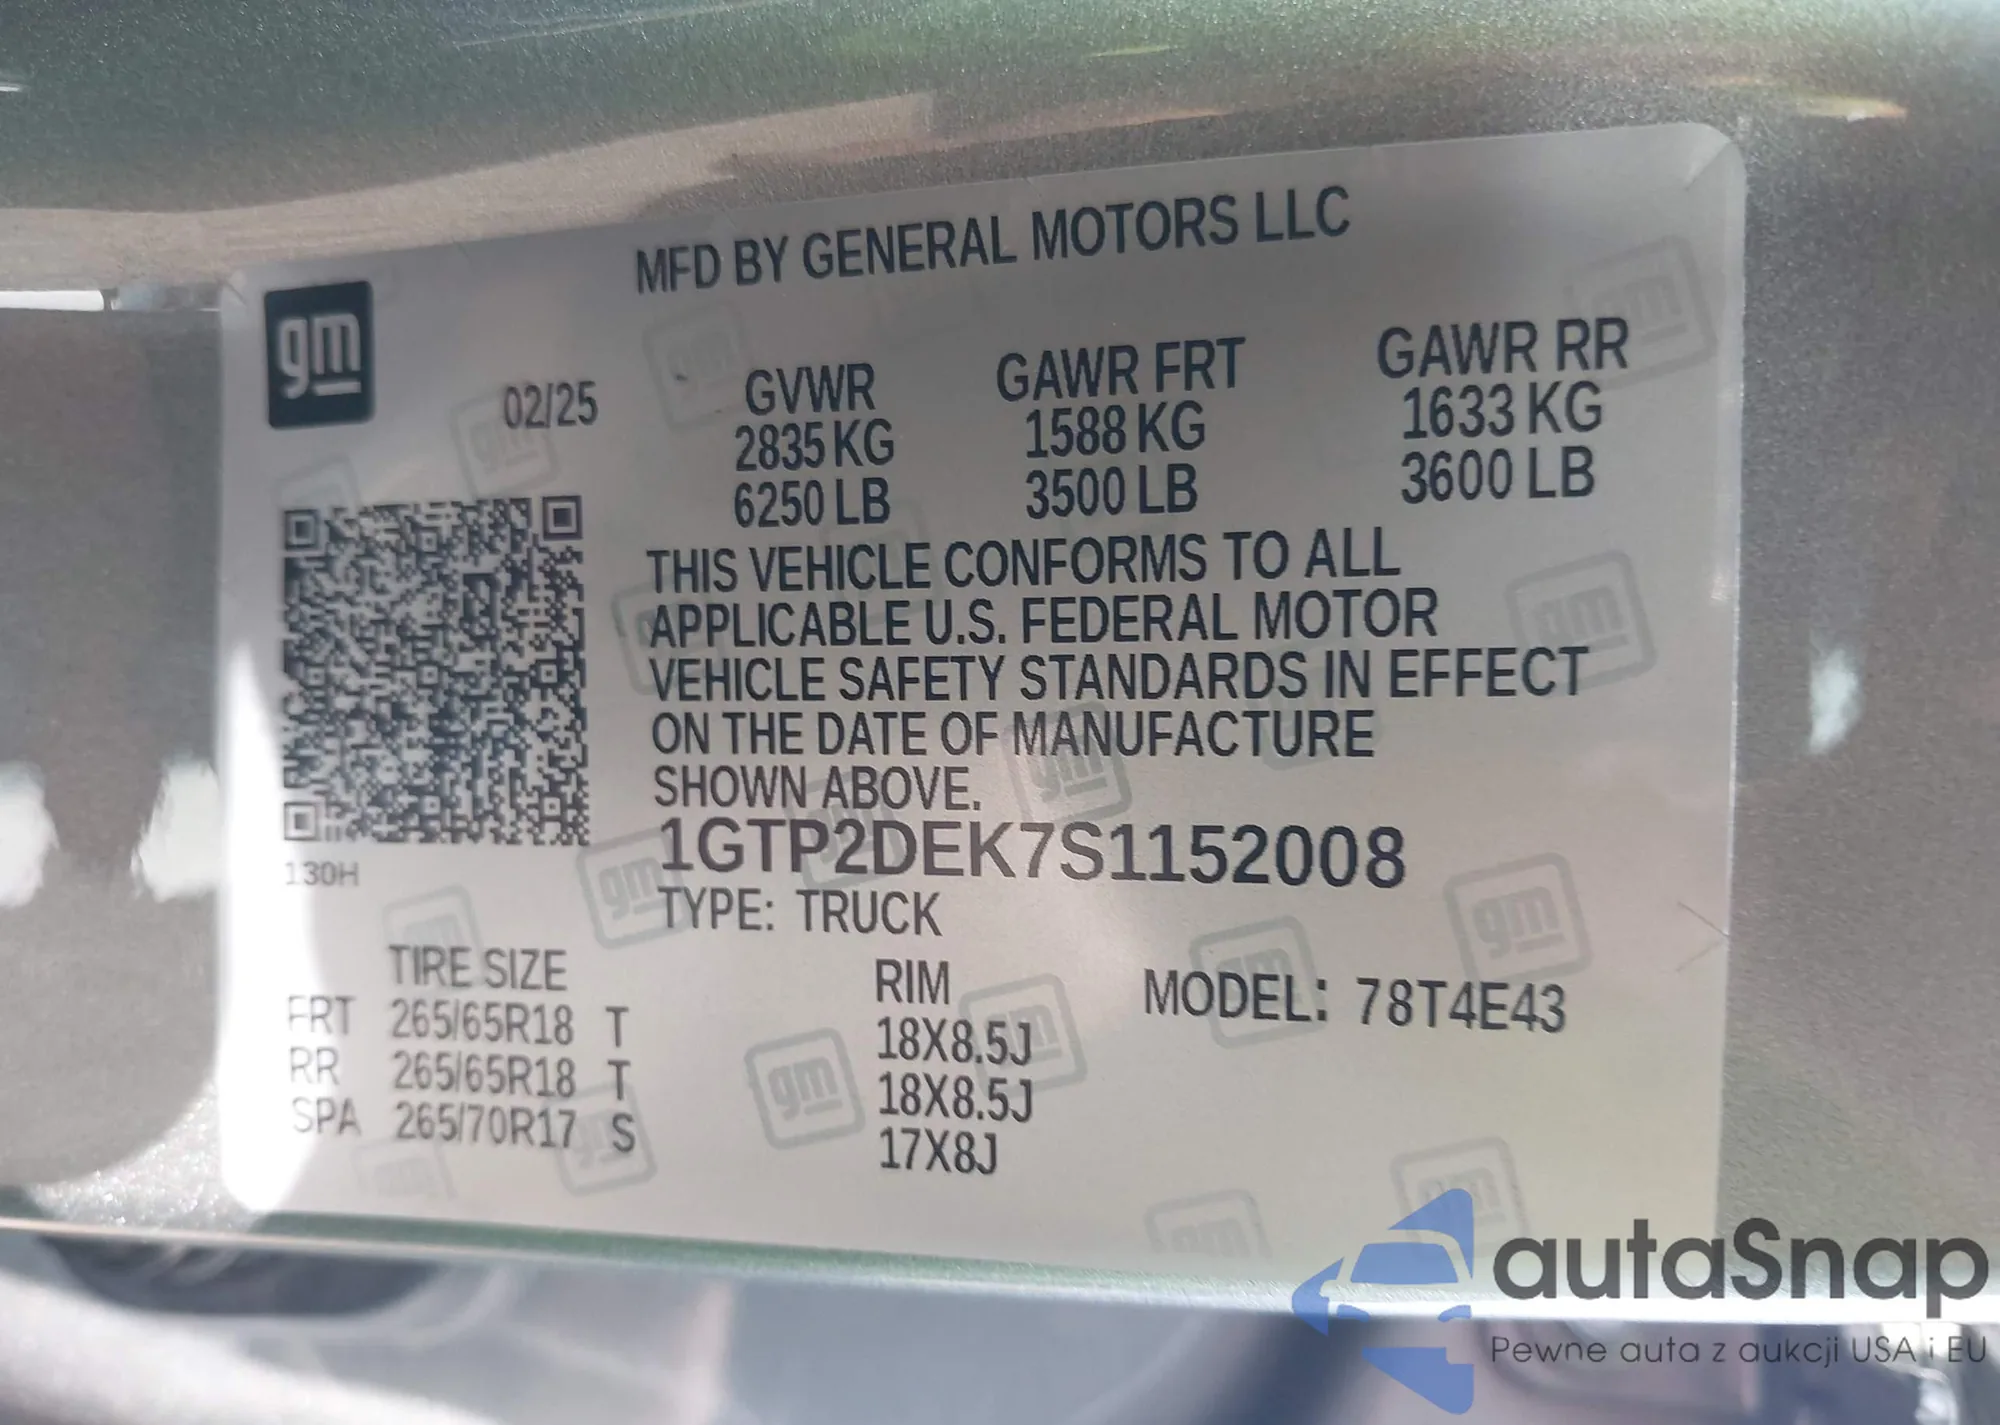 MFD BY GENERAL MOTORS LLC
gm
02/25
GVWR GAWR FRT GAWR RR
2835 KG 1588 KG 1633 KG
6250 LB 3500 LB 3600 LB
THIS VEHICLE CONFORMS TO ALL
APPLICABLE U.S. FEDERAL MOTOR
VEHICLE SAFETY STANDARDS IN EFFECT
ON THE DATE OF MANUFACTURE
SHOWN ABOVE.
1GTP2DEK7S1152008
130H
TYPE: TRUCK
TIRE SIZE RIM MODEL: 78T4E43
FRT 265/65R18 T 18X8.5J
RR 265/65R18 T 18X8.5J
SPA 265/70R17 S 17X8J
autaSnap
Pewne auta z aukcji USA i EU